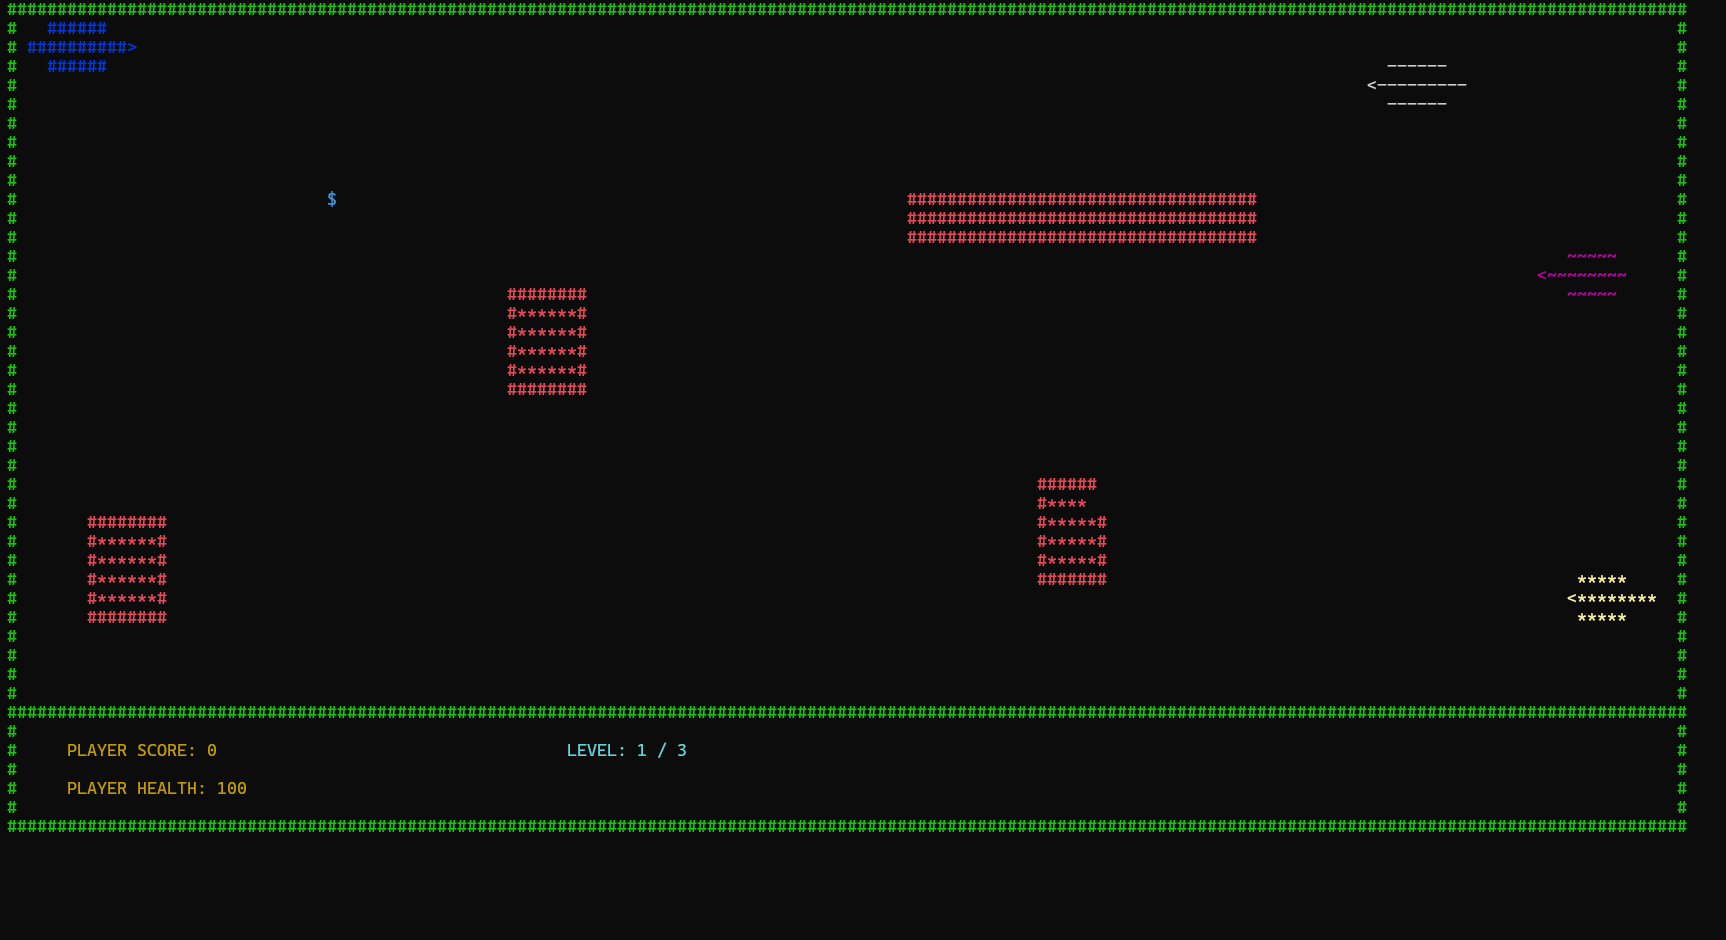 $
PLAYER SCORE: 0
LEVEL: 1 / 3
PLAYER HEALTH: 100